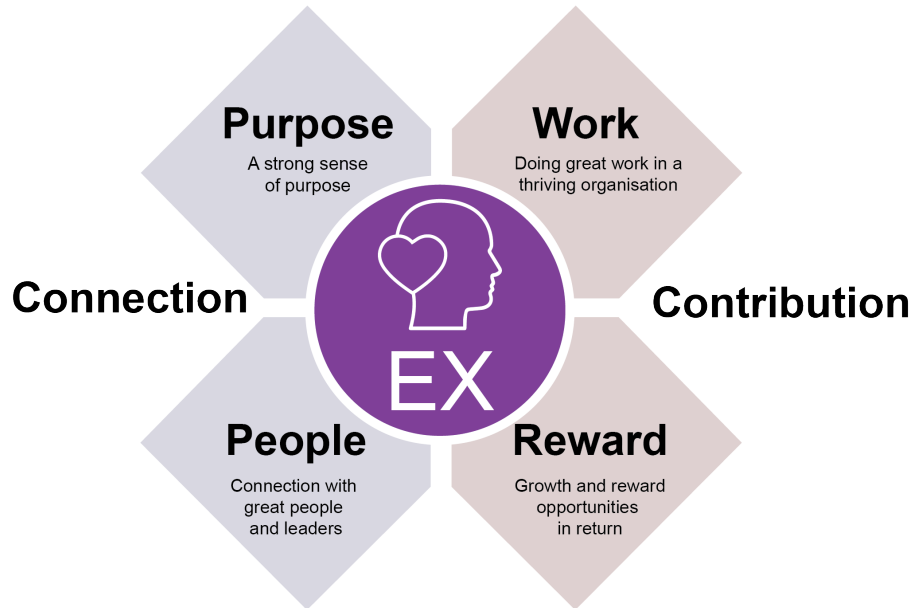 Purpose
A strong sense
of purpose
Work
Doing great work in a
thriving organisation
Connection
Contribution
EX
People
Connection with
great people
and leaders
Reward
Growth and reward
opportunities
in return